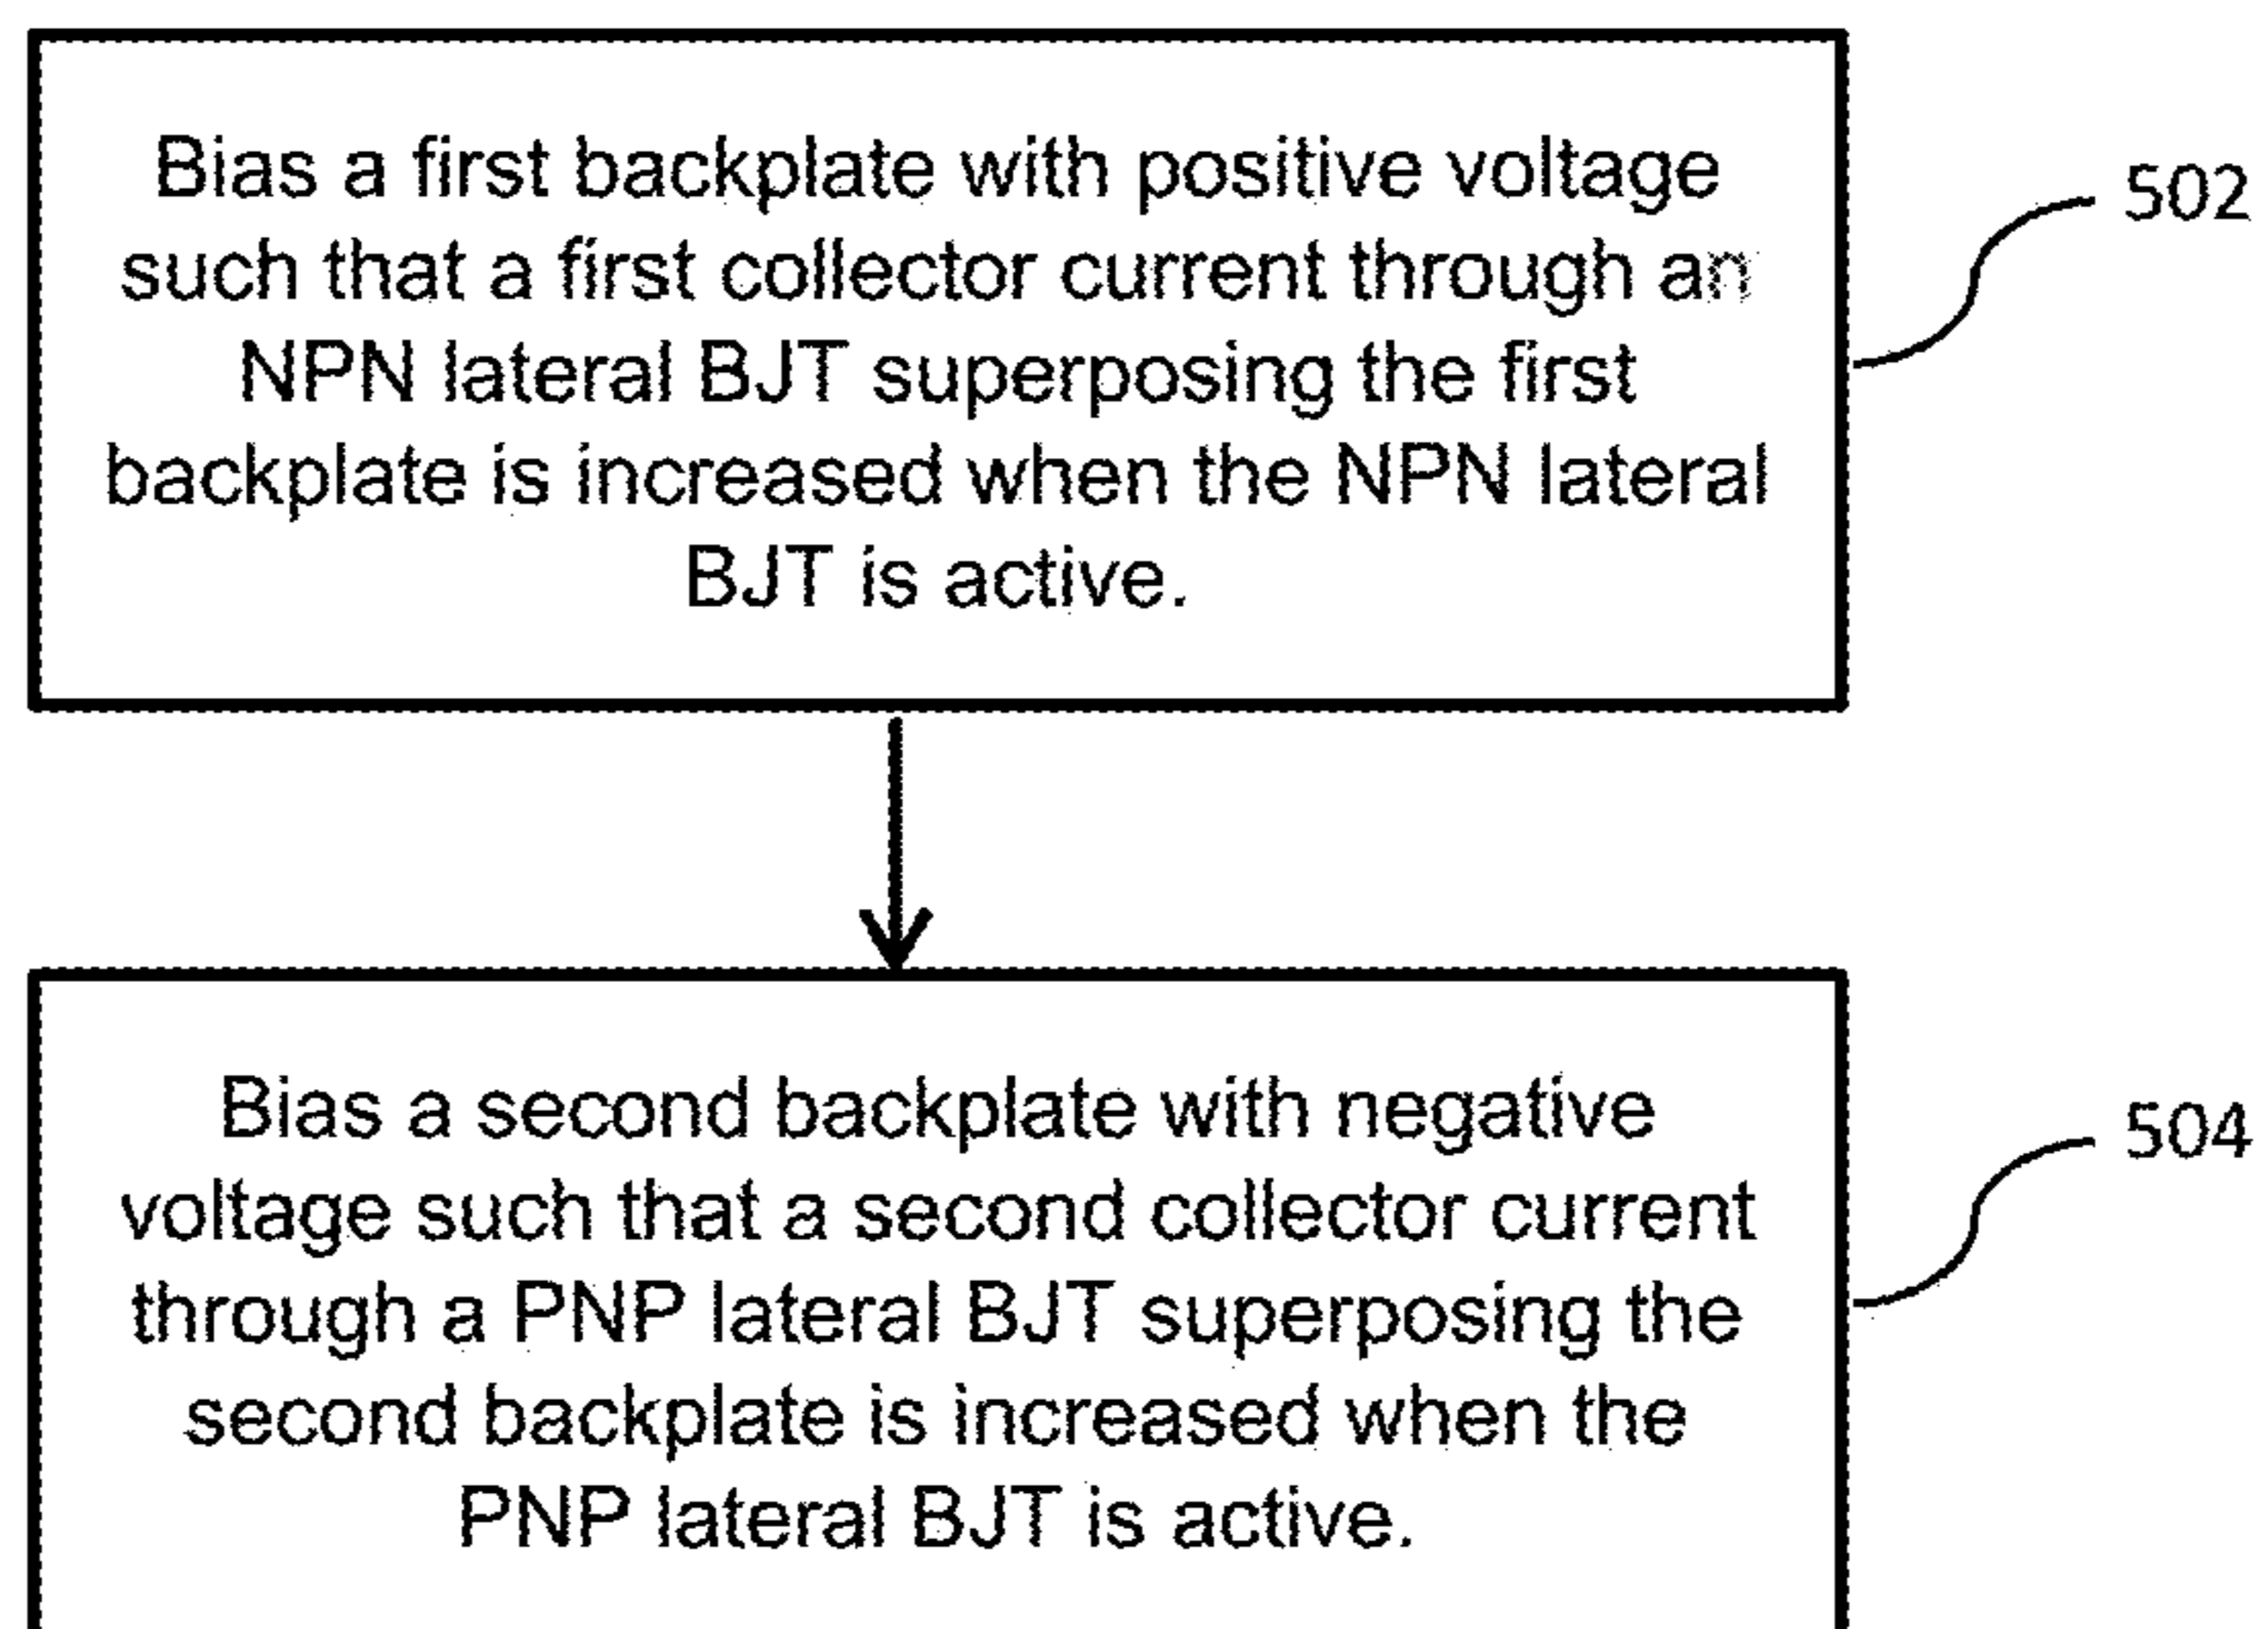 Bias a first backplate with positive voltage
such that a first collector current through an
NPN lateral BJT superposing the first
backplate is increased when the NPN lateral
BJT is active.
502
Bias a second backplate with negative
voltage such that a second collector current
through a PNP lateral BJT superposing the
second backplate is increased when the
PNP lateral BJT is active.
504